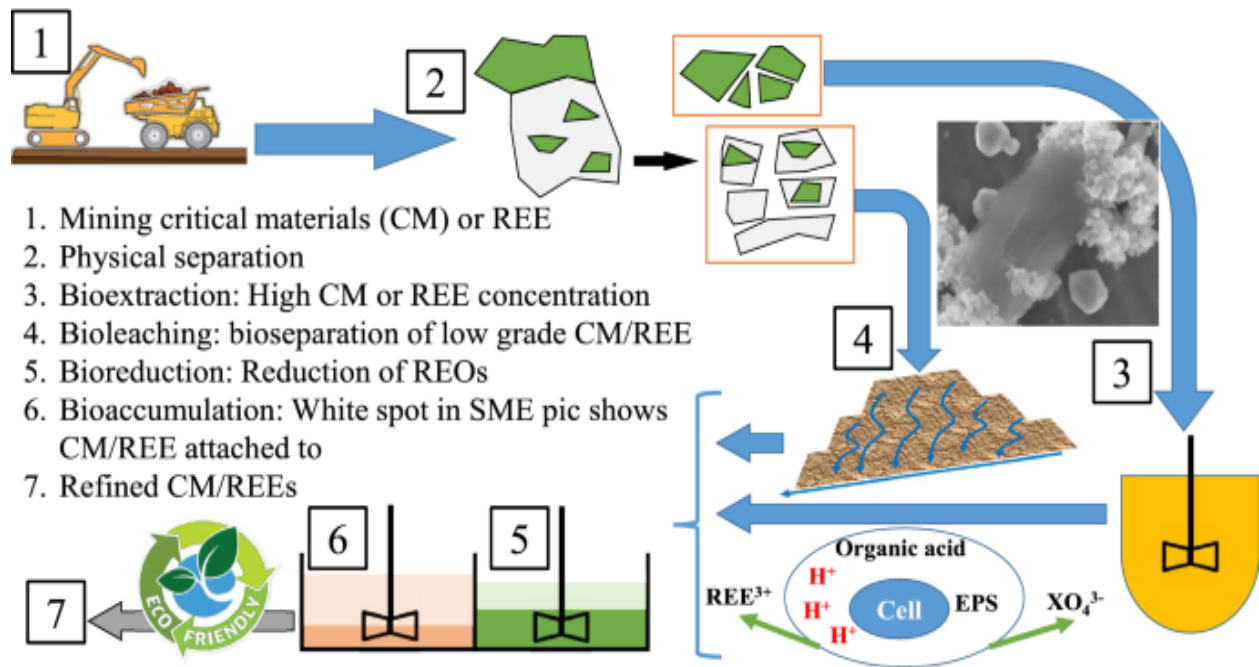 1
2
1. Mining critical materials (CM) or REE
2. Physical separation
3. Bioextraction: High CM or REE concentration
4. Bioleaching: bioseparation of low grade CM/REE
5. Bioreduction: Reduction of REOs
6. Bioaccumulation: White spot in SME pic shows
CM/REE attached to
7. Refined CM/REEs
4
3
6
5
7
ECO FRIENDLY
Organic acid
H⁺
H⁺
H⁺
REE³⁺
Cell
EPS
XO₄³⁻